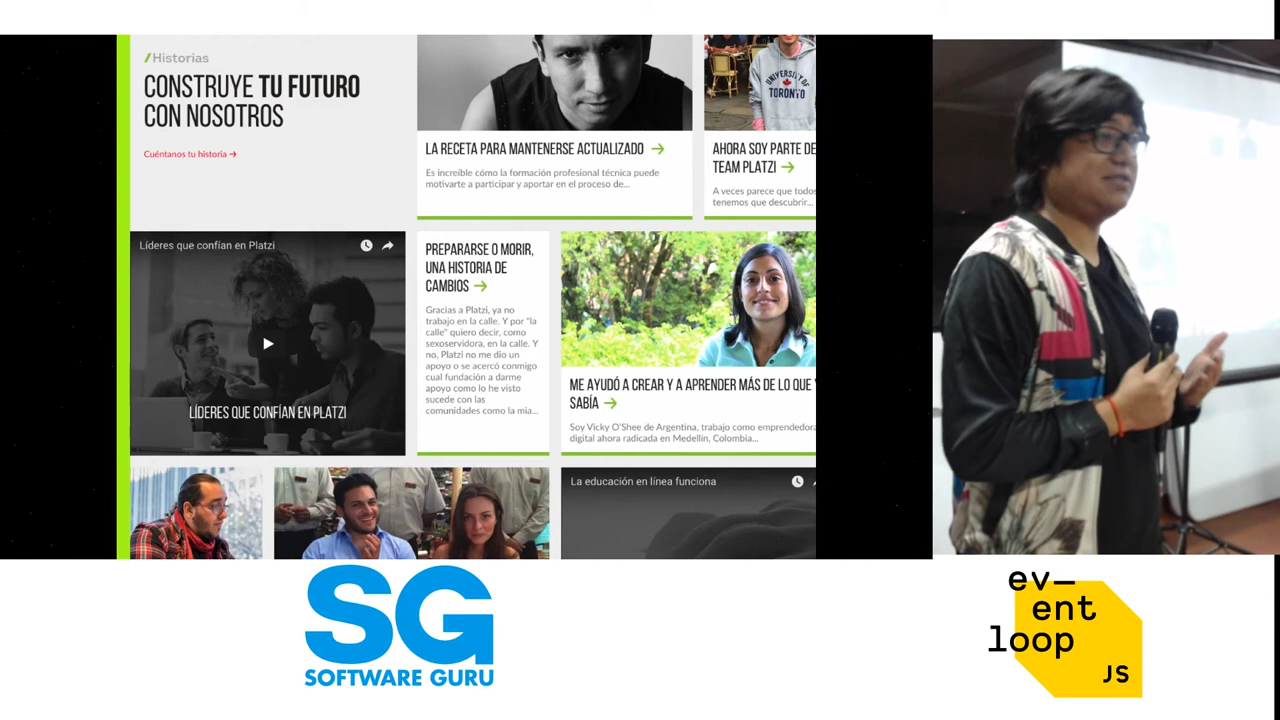 /Historias
CONSTRUYE TU FUTURO
CON NOSOTROS
Cuéntanos tu historia →
LA RECETA PARA MANTENERSE ACTUALIZADO →
Es increíble cómo la formación profesional técnica puede
motivarte a participar y aportar en el proceso de...
UNIVERSITY OF
TORONTO
AHORA SOY PARTE DE
TEAM PLATZI →
A veces parece que todos
tenemos que descubrir...
Líderes que confían en Platzi
LÍDERES QUE CONFÍAN EN PLATZI
PREPARARSE O MORIR,
UNA HISTORIA DE
CAMBIOS →
Gracias a Platzi, ya no
trabajo en la calle. Y por "la
calle" quiero decir, como
sexoservidora, en la calle. Y
no, Platzi no me dio un
apoyo o se acercó conmigo
cual fundación a darme
apoyo como lo he visto
sucede con las
comunidades como la mia...
ME AYUDÓ A CREAR Y A APRENDER MÁS DE LO QUE
SABÍA →
Soy Vicky O'Shee de Argentina, trabajo como emprendedora
digital ahora radicada en Medellín, Colombia...
La educación en línea funciona
SG
SOFTWARE GURU
ev—
ent
loop
JS